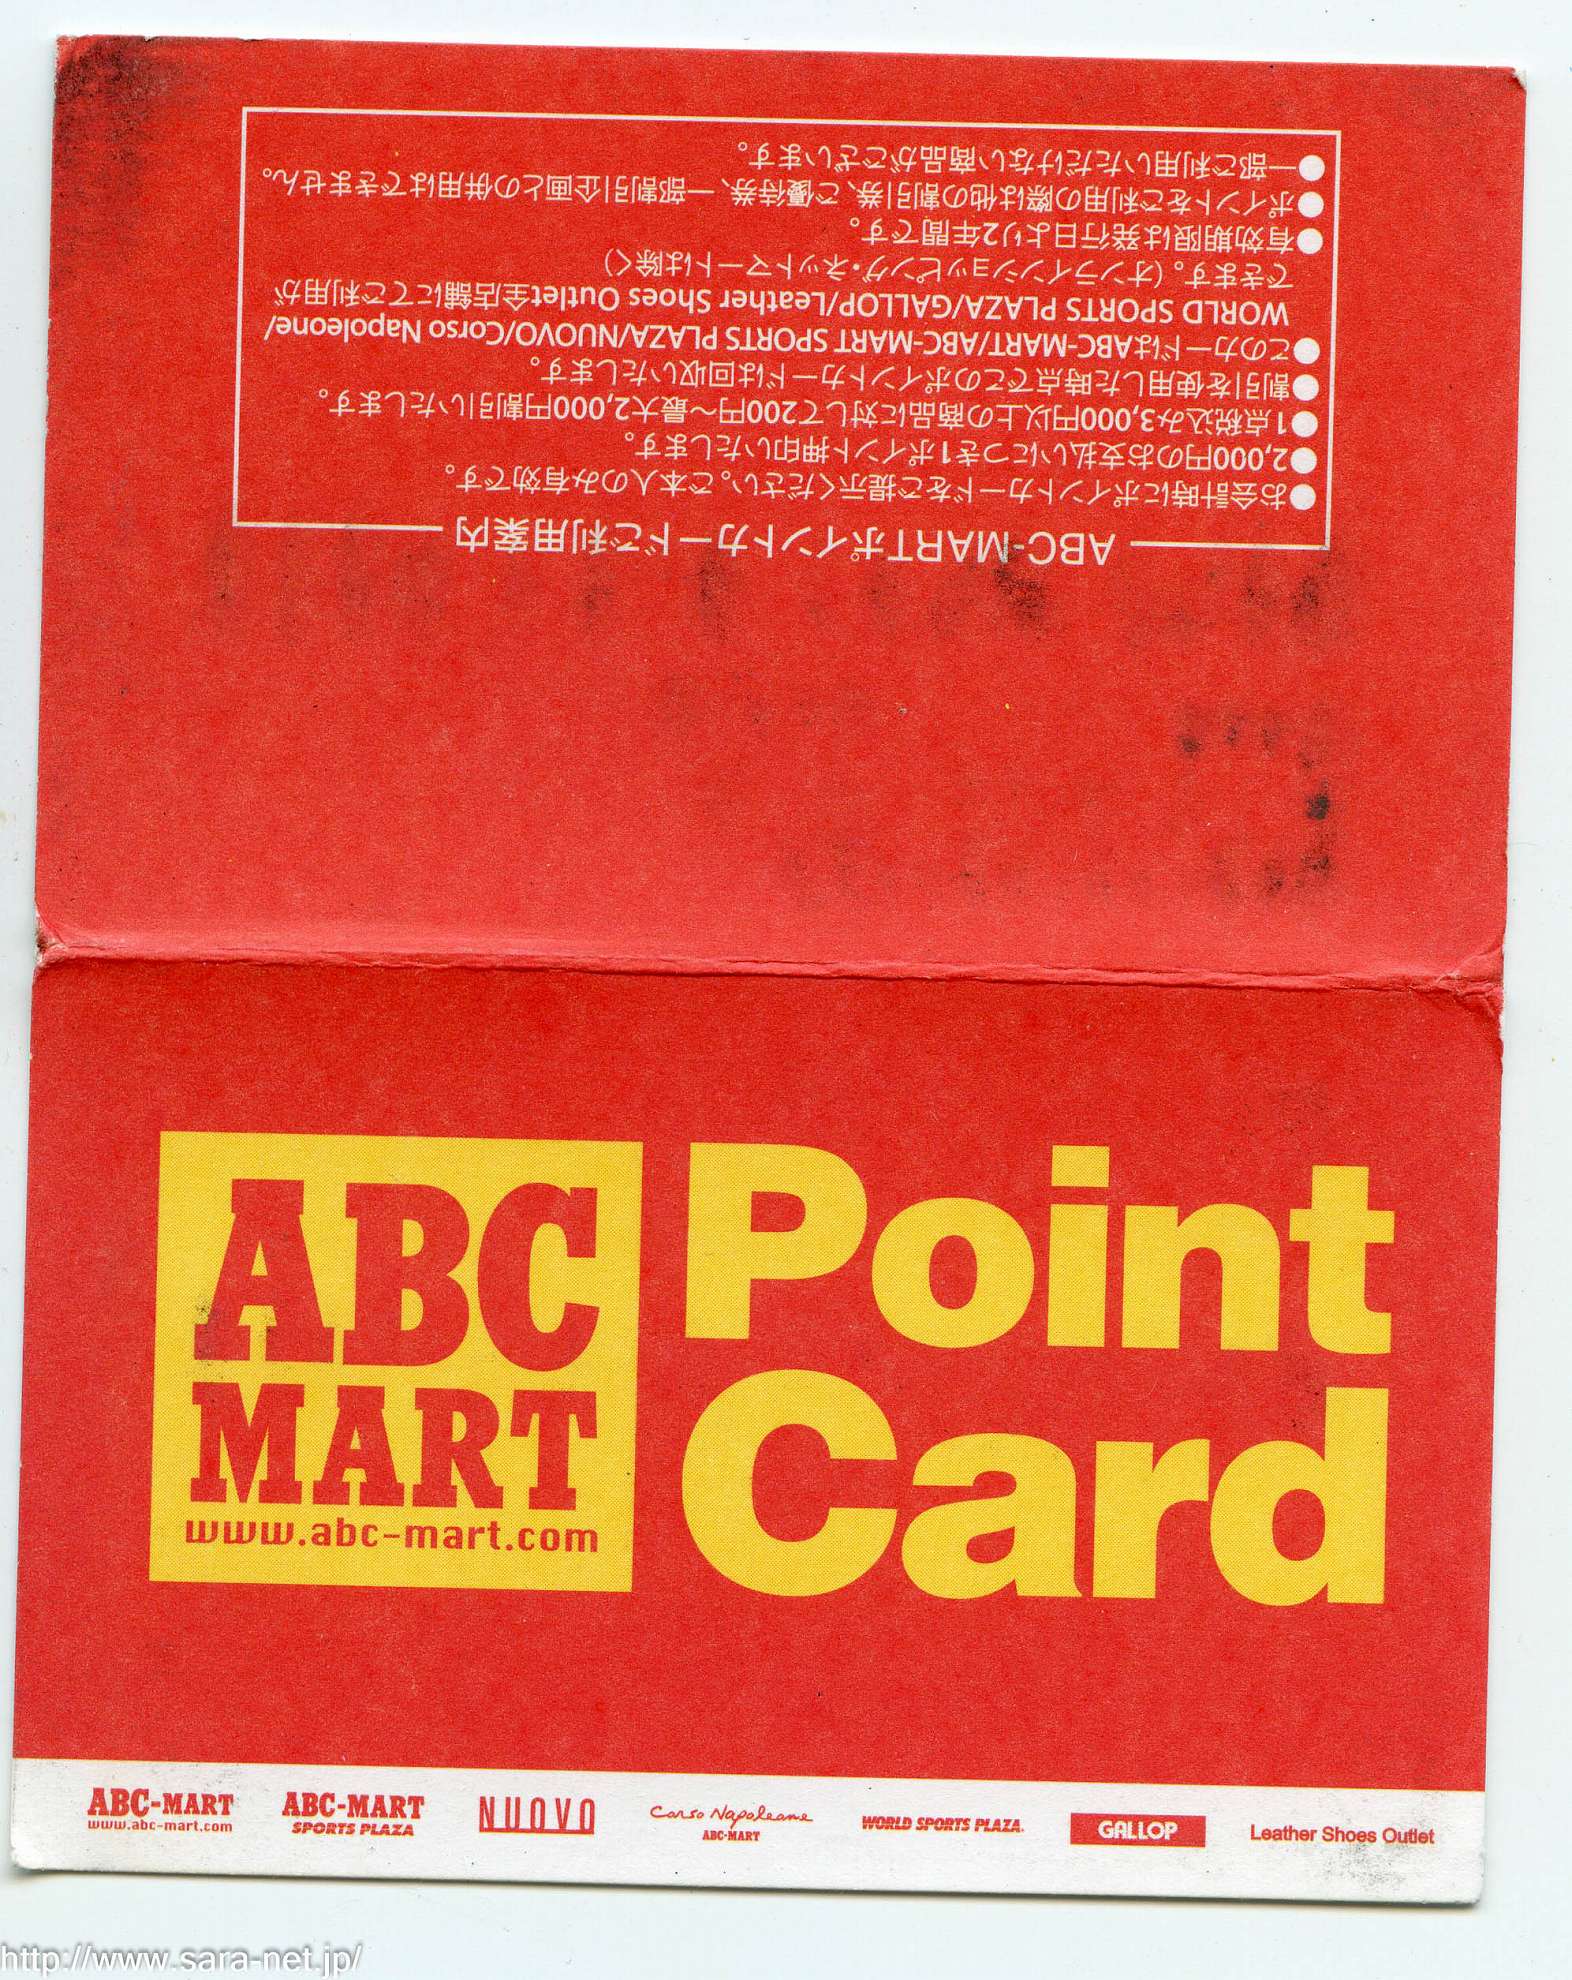 ABC-MARTポイントカードご利用案内
●お会計時にポイントカードをご提示ください。ご本人のみ有効です。
●2,000円のお支払いにつき1ポイント押印いたします。
●1点税込み3,000円以上の商品に対して200円〜最大2,000円割引いたします。
●割引を使用した時点でこのポイントカードは回収いたします。
●このカードはABC-MART/ABC-MART SPORTS PLAZA/NUOVO/Corso Napoleone/
WORLD SPORTS PLAZA/GALLOP/Leather Shoes Outlet全店舗にてご利用が
できます。(オンラインショッピング・ネットマートは除く)
●有効期限は発行日より2年間です。
●ポイントをご利用の際は他の割引券、ご優待券、一部割引企画との併用はできません。
●一部ご利用いただけない商品がございます。
ABC
MART
www.abc-mart.com
Point
Card
ABC-MART
www.abc-mart.com
ABC-MART
SPORTS PLAZA
NUOVO
Corso Napoleone
ABC-MART
WORLD SPORTS PLAZA.
GALLOP
Leather Shoes Outlet
http://www.sara-net.jp/